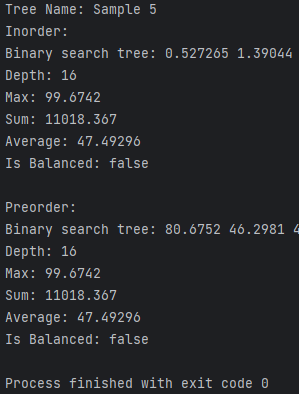 Tree Name: Sample 5
Inorder:
Binary search tree: 0.527265 1.39044
Depth: 16
Max: 99.6742
Sum: 11018.367
Average: 47.49296
Is Balanced: false
Preorder:
Binary search tree: 80.6752 46.2981 4
Depth: 16
Max: 99.6742
Sum: 11018.367
Average: 47.49296
Is Balanced: false
Process finished with exit code 0